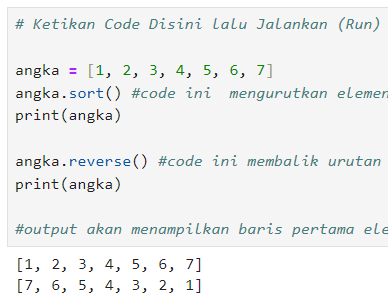 # Ketikan Code Disini lalu Jalankan (Run)
angka = [1, 2, 3, 4, 5, 6, 7]
angka.sort() #code ini  mengurutkan
print(angka)
angka.reverse() #code ini membalik urutan
print(angka)
#output akan menampilkan baris pertama
[1, 2, 3, 4, 5, 6, 7]
[7, 6, 5, 4, 3, 2, 1]